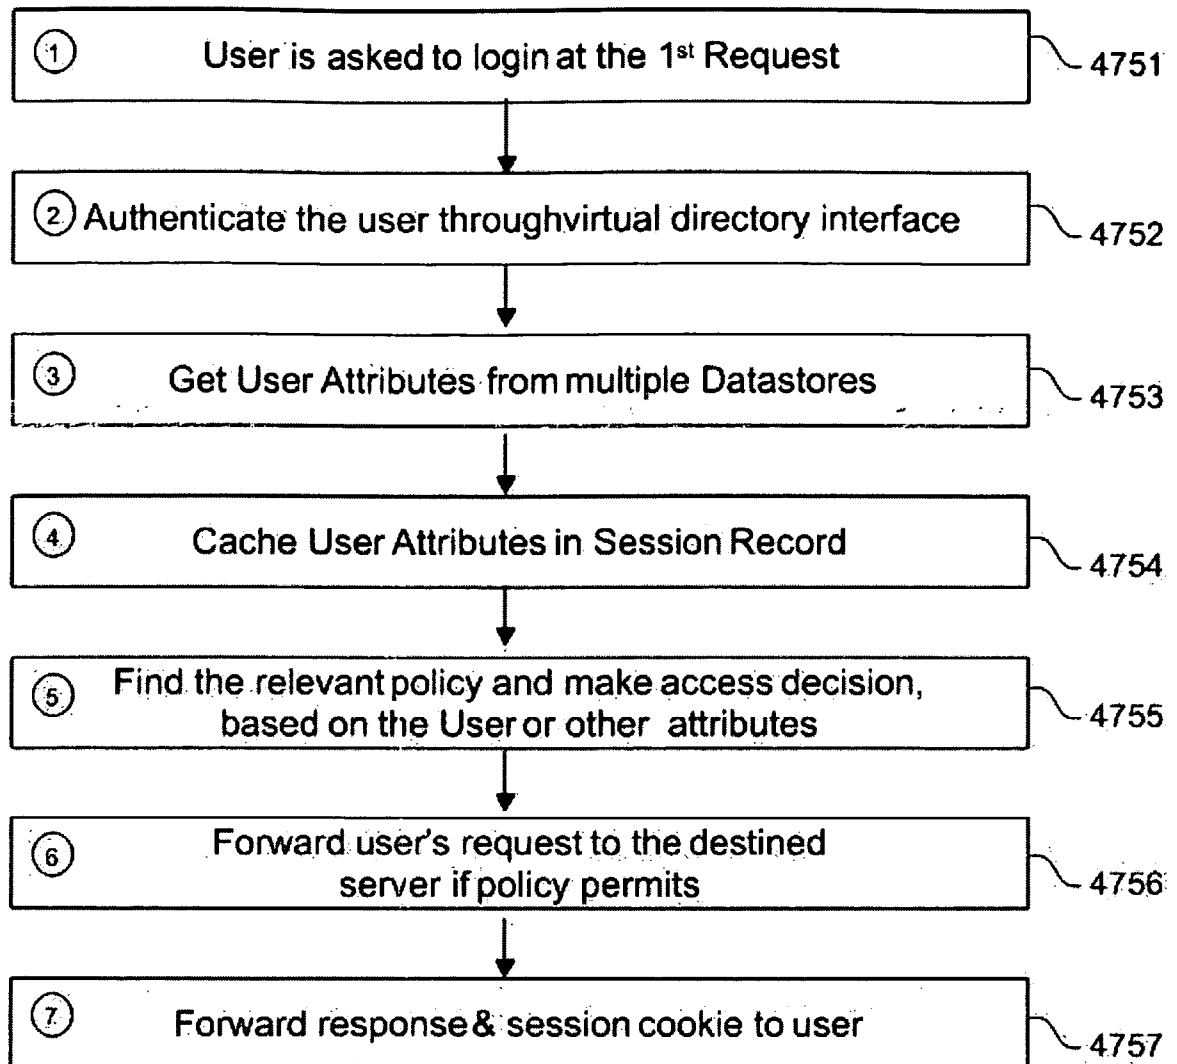 1 User is asked to login at the 1st Request 4751
2 Authenticate the user throughvirtual directory interface 4752
3 Get User Attributes from multiple Datastores 4753
4 Cache User Attributes in Session Record 4754
5 Find the relevant policy and make access decision,
based on the User or other attributes 4755
6 Forward user's request to the destined
server if policy permits 4756
7 Forward response & session cookie to user 4757